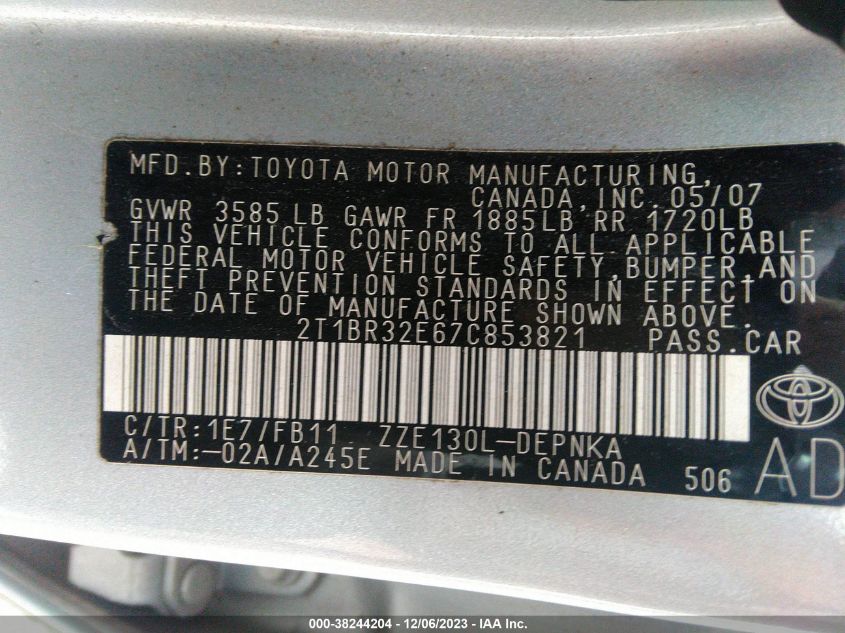 MFD.BY:TOYOTA MOTOR MANUFACTURING,
CANADA, INC. 05/07
GVWR 3585 LB GAWR FR 1885LB RR 1720LB
THIS VEHICLE CONFORMS TO ALL APPLICABLE
FEDERAL MOTOR VEHICLE SAFETY,BUMPER,AND
THEFT PREVENTION STANDARDS IN EFFECT ON
THE DATE OF MANUFACTURE SHOWN ABOVE.
2T1BR32E67C853821 PASS.CAR
C/TR:1E7/FB11 ZZE130L-DEPNKA
A/TM:-02A/A245E MADE IN CANADA 506 AD
000-38244204 - 12/06/2023 - IAA Inc.